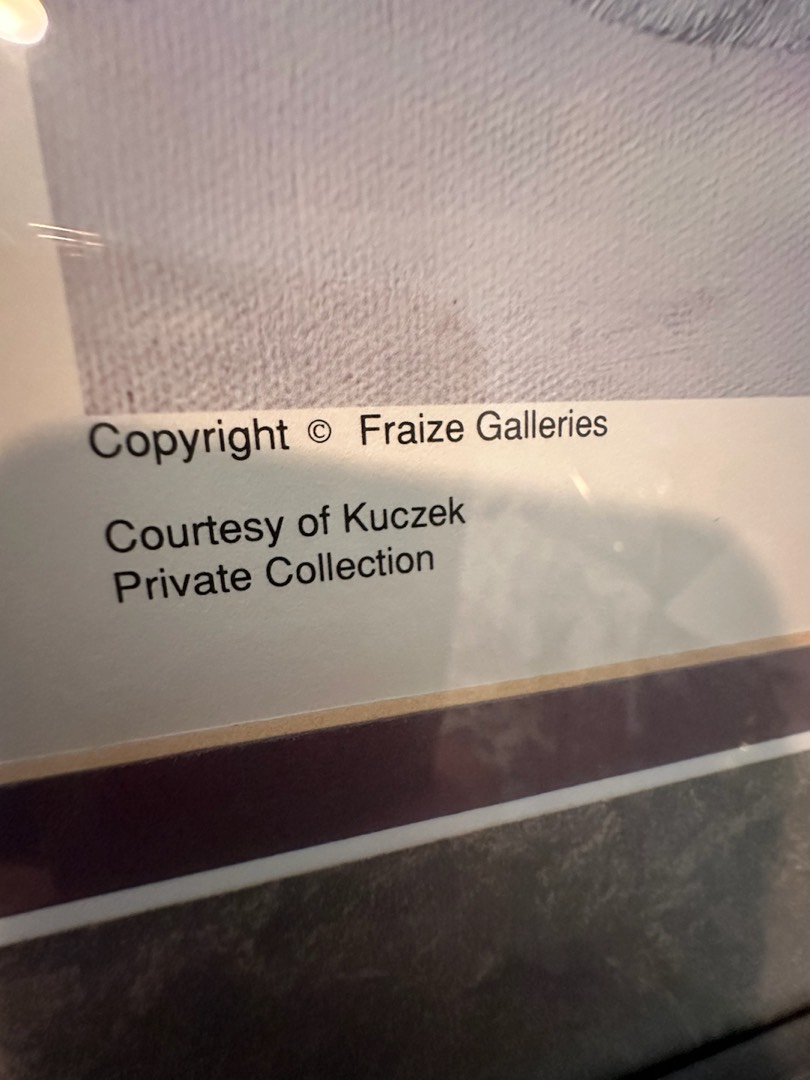 Copyright © Fraize Galleries
Courtesy of Kuczek
Private Collection